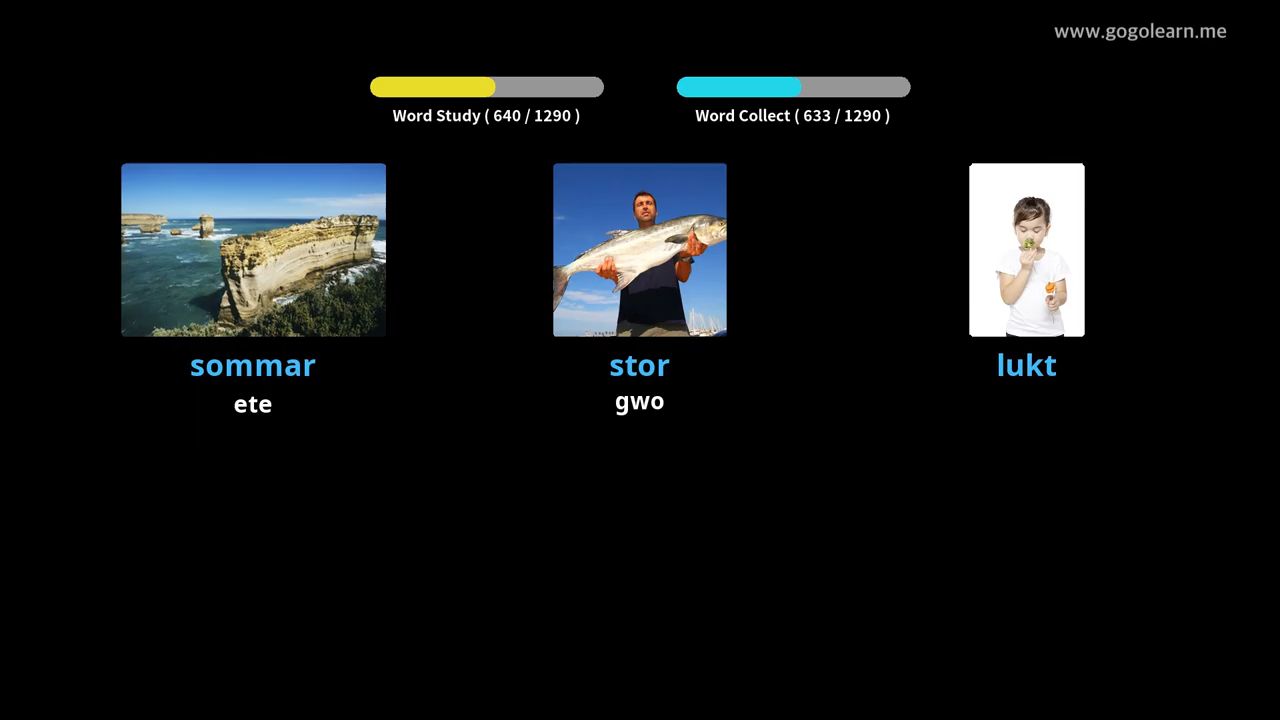 www.gogolearn.me
Word Study ( 640 / 1290 )
Word Collect ( 633 / 1290 )
sommar
ete
stor
gwo
lukt